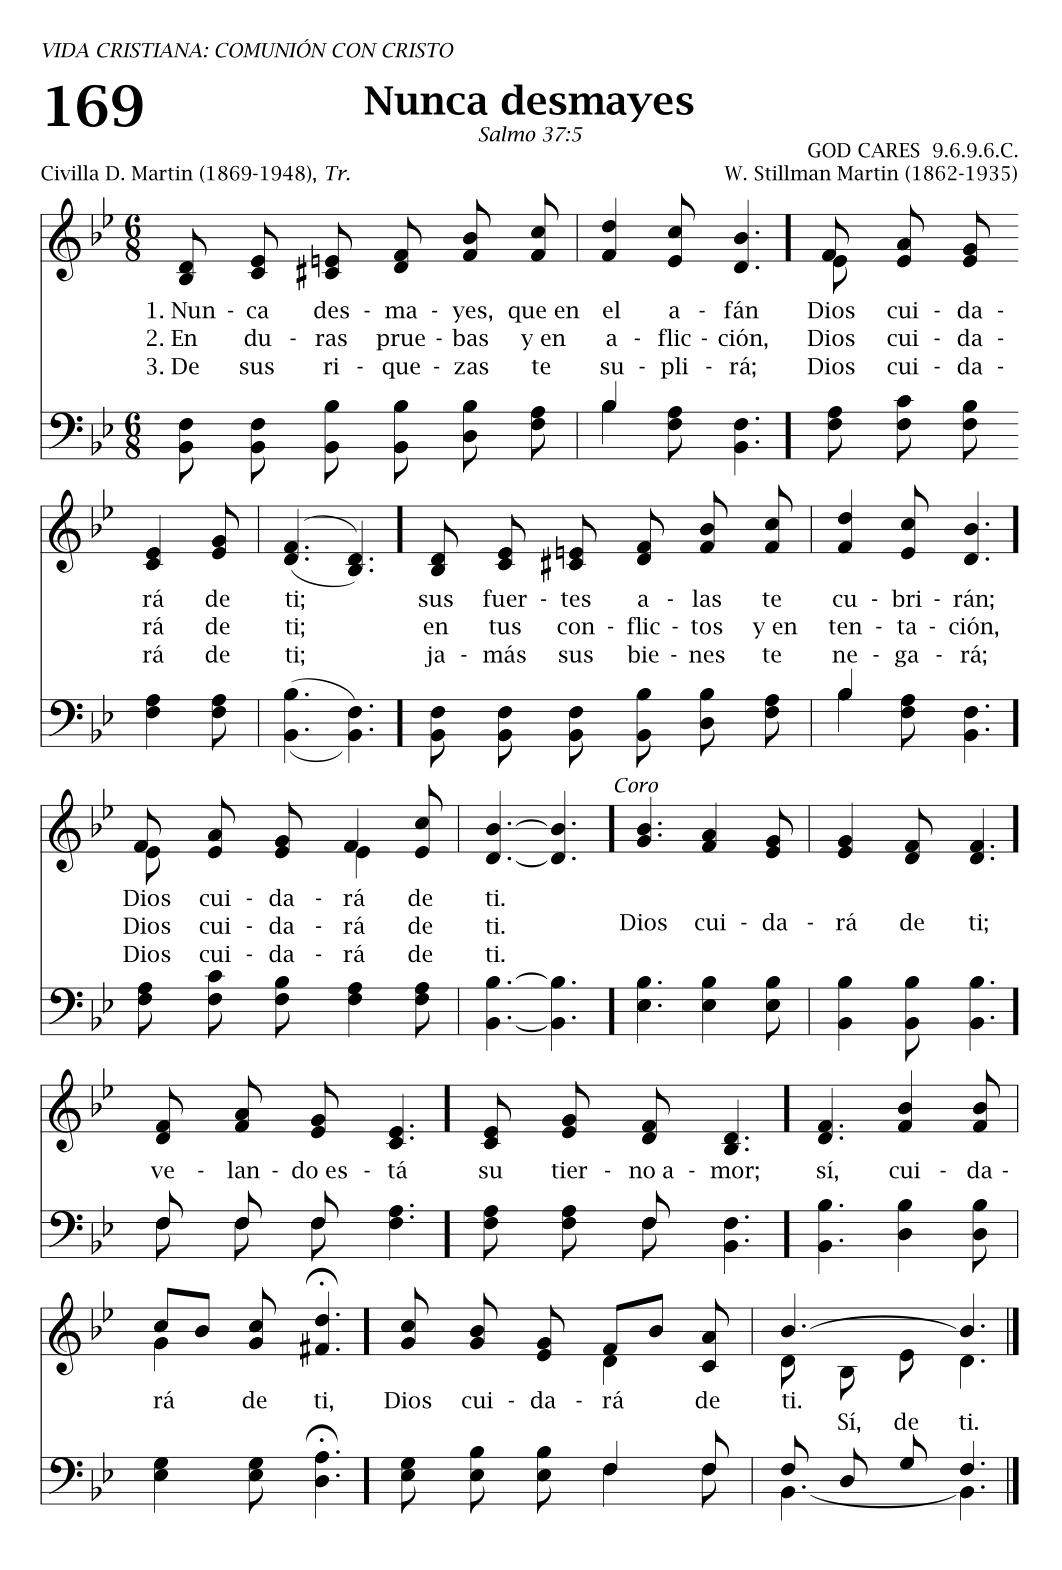 VIDA CRISTIANA: COMUNIÓN CON CRISTO
169 Nunca desmayes
Salmo 37:5
GOD CARES 9.6.9.6.C.
Civilla D. Martin (1869-1948), Tr. W. Stillman Martin (1862-1935)
1. Nun - ca des - ma - yes, que en el a - fán Dios cui - da -
2. En du - ras prue - bas y en a - flic - ción, Dios cui - da -
3. De sus ri - que - zas te su - pli - rá; Dios cui - da -
rá de ti; sus fuer - tes a - las te cu - bri - rán;
rá de ti; en tus con - flic - tos y en ten - ta - ción,
rá de ti; ja - más sus bie - nes te ne - ga - rá;
Coro
Dios cui - da - rá de ti.
Dios cui - da - rá de ti. Dios cui - da - rá de ti;
Dios cui - da - rá de ti.
ve - lan - do es - tá su tier - no a - mor; sí, cui - da -
rá de ti, Dios cui - da - rá de ti.
Sí, de ti.